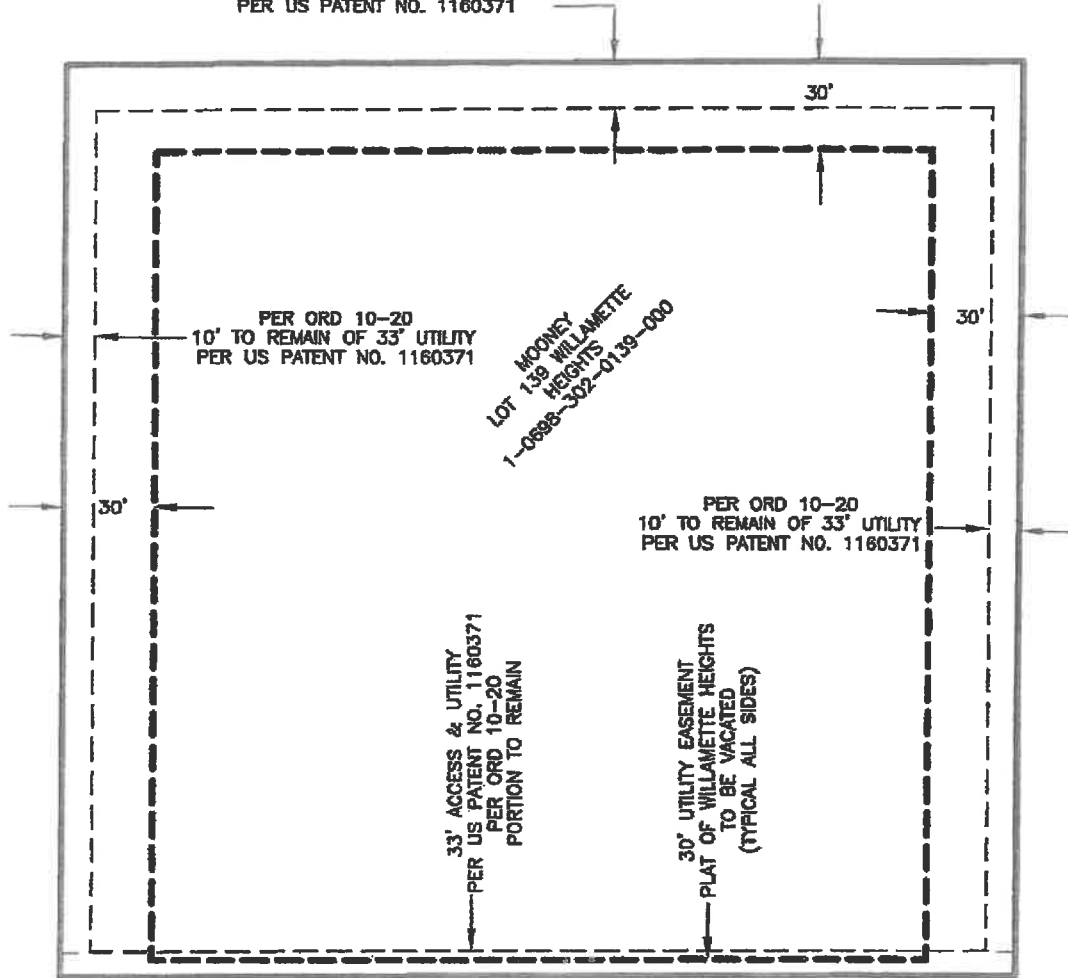 PER US PATENT NO. 1160371
30'
PER ORD 10-20
10' TO REMAIN OF 33' UTILITY
PER US PATENT NO. 1160371
MOONEY
LOT 139 WILLAMETTE
HEIGHTS
1-0698-302-0139-000
30'
30'
PER ORD 10-20
10' TO REMAIN OF 33' UTILITY
PER US PATENT NO. 1160371
33' ACCESS & UTILITY
PER US PATENT NO. 1160371
PER ORD 10-20
PORTION TO REMAIN
30' UTILITY EASEMENT
PLAT OF WILLAMETTE HEIGHTS
TO BE VACATED
(TYPICAL ALL SIDES)